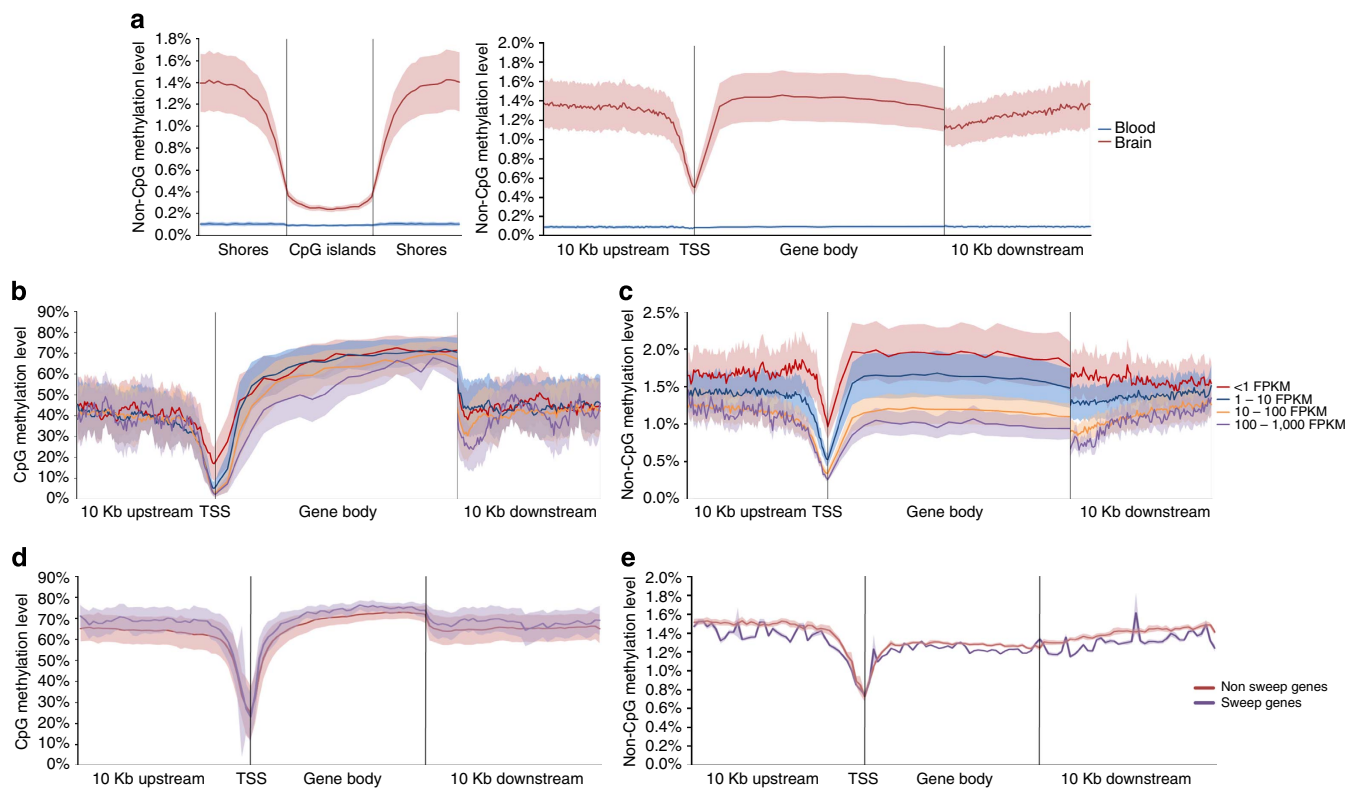 a
Non-CpG methylation level
1.8%
1.6%
1.4%
1.2%
1.0%
0.8%
0.6%
0.4%
0.2%
0.0%
Shores CpG islands Shores
Non-CpG methylation level
2.0%
1.8%
1.6%
1.4%
1.2%
1.0%
0.8%
0.6%
0.4%
0.2%
0.0%
10 Kb upstream TSS Gene body 10 Kb downstream
Blood
Brain
b
CpG methylation level
90%
80%
70%
60%
50%
40%
30%
20%
10%
0%
10 Kb upstream TSS Gene body 10 Kb downstream
c
Non-CpG methylation level
2.5%
2.0%
1.5%
1.0%
0.5%
0.0%
10 Kb upstream TSS Gene body 10 Kb downstream
<1 FPKM
1 – 10 FPKM
10 – 100 FPKM
100 – 1,000 FPKM
d
CpG methylation level
90%
80%
70%
60%
50%
40%
30%
20%
10%
0%
10 Kb upstream TSS Gene body 10 Kb downstream
e
Non-CpG methylation level
2.0%
1.8%
1.6%
1.4%
1.2%
1.0%
0.8%
0.6%
0.4%
0.2%
0.0%
10 Kb upstream TSS Gene body 10 Kb downstream
Non sweep genes
Sweep genes